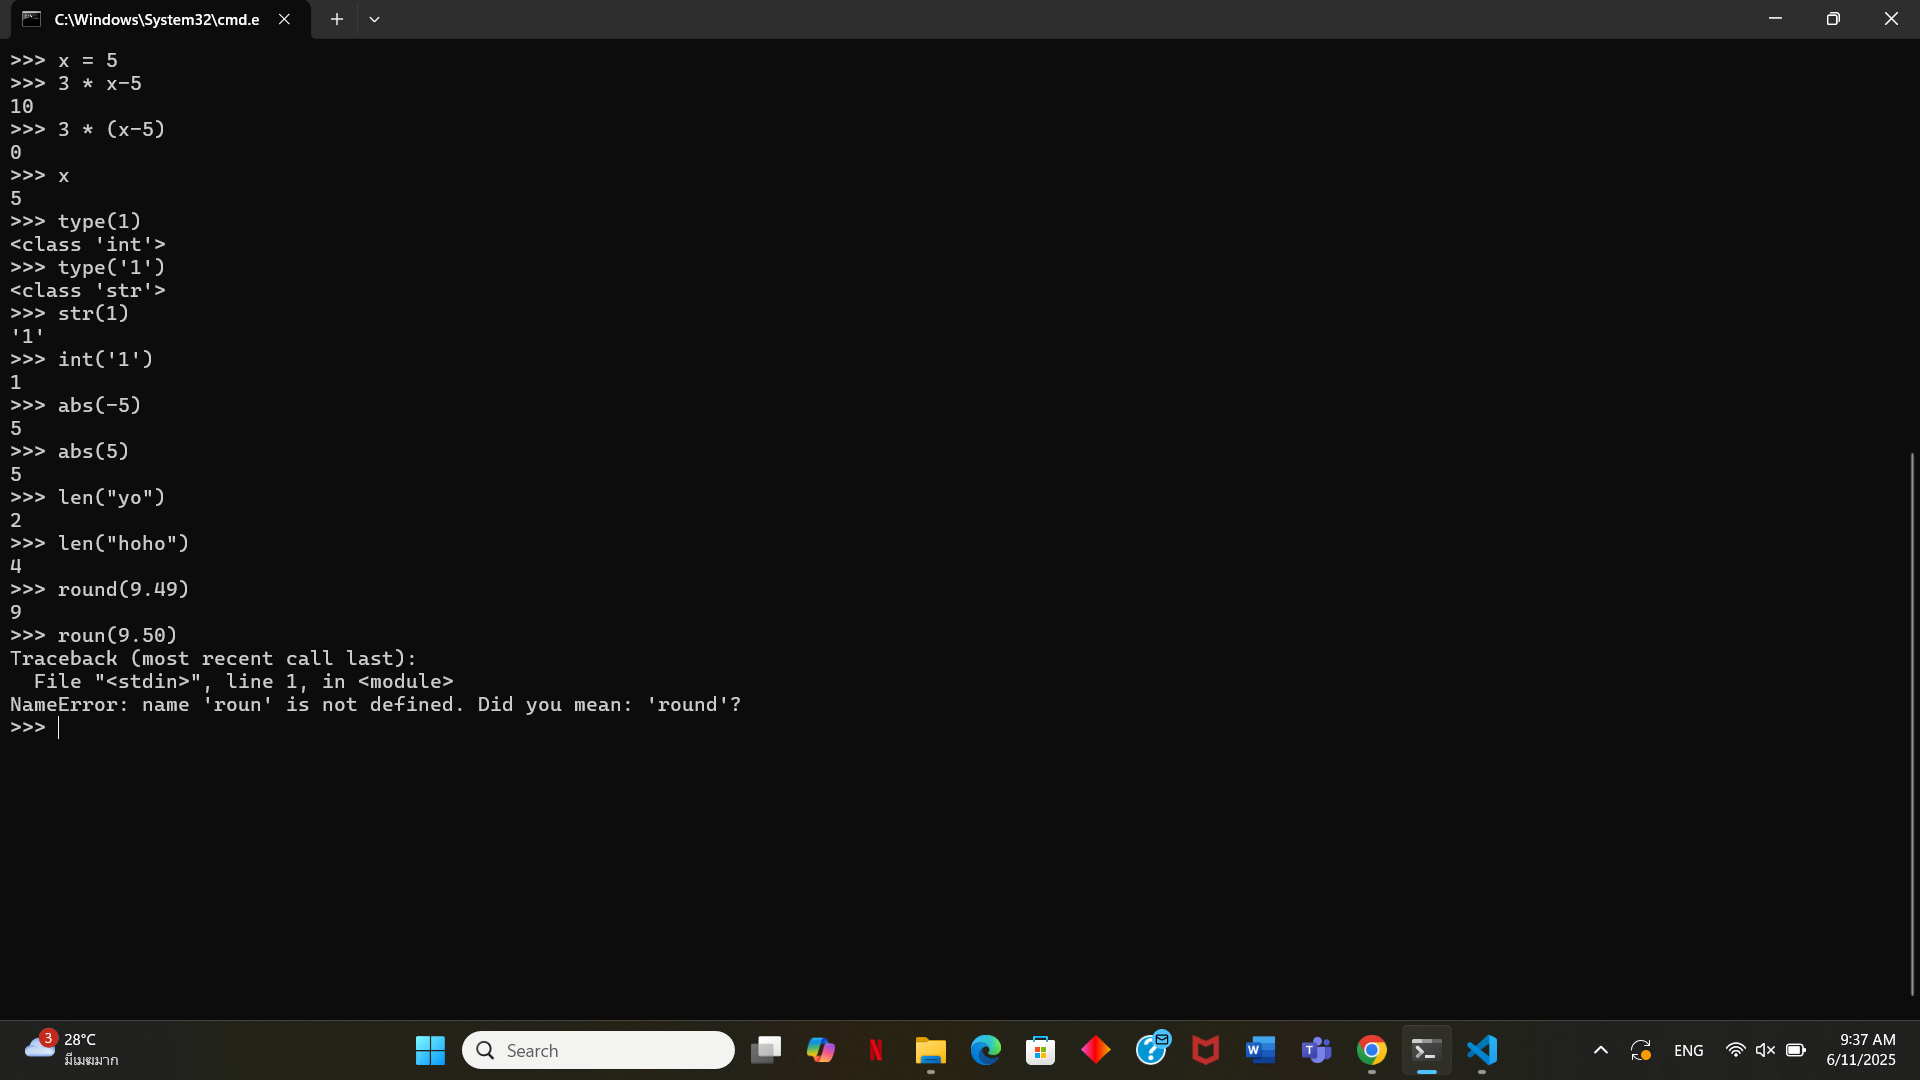 C:\Windows\System32\cmd.e
>>> x = 5
>>> 3 * x-5
10
>>> 3 * (x-5)
0
>>> x
5
>>> type(1)
<class 'int'>
>>> type('1')
<class 'str'>
>>> str(1)
'1'
>>> int('1')
1
>>> abs(-5)
5
>>> abs(5)
5
>>> len("yo")
2
>>> len("hoho")
4
>>> round(9.49)
9
>>> roun(9.50)
Traceback (most recent call last):
  File "<stdin>", line 1, in <module>
NameError: name 'roun' is not defined. Did you mean: 'round'?
>>>
3
28°C
มีเมฆมาก
Search
ENG
9:37 AM
6/11/2025